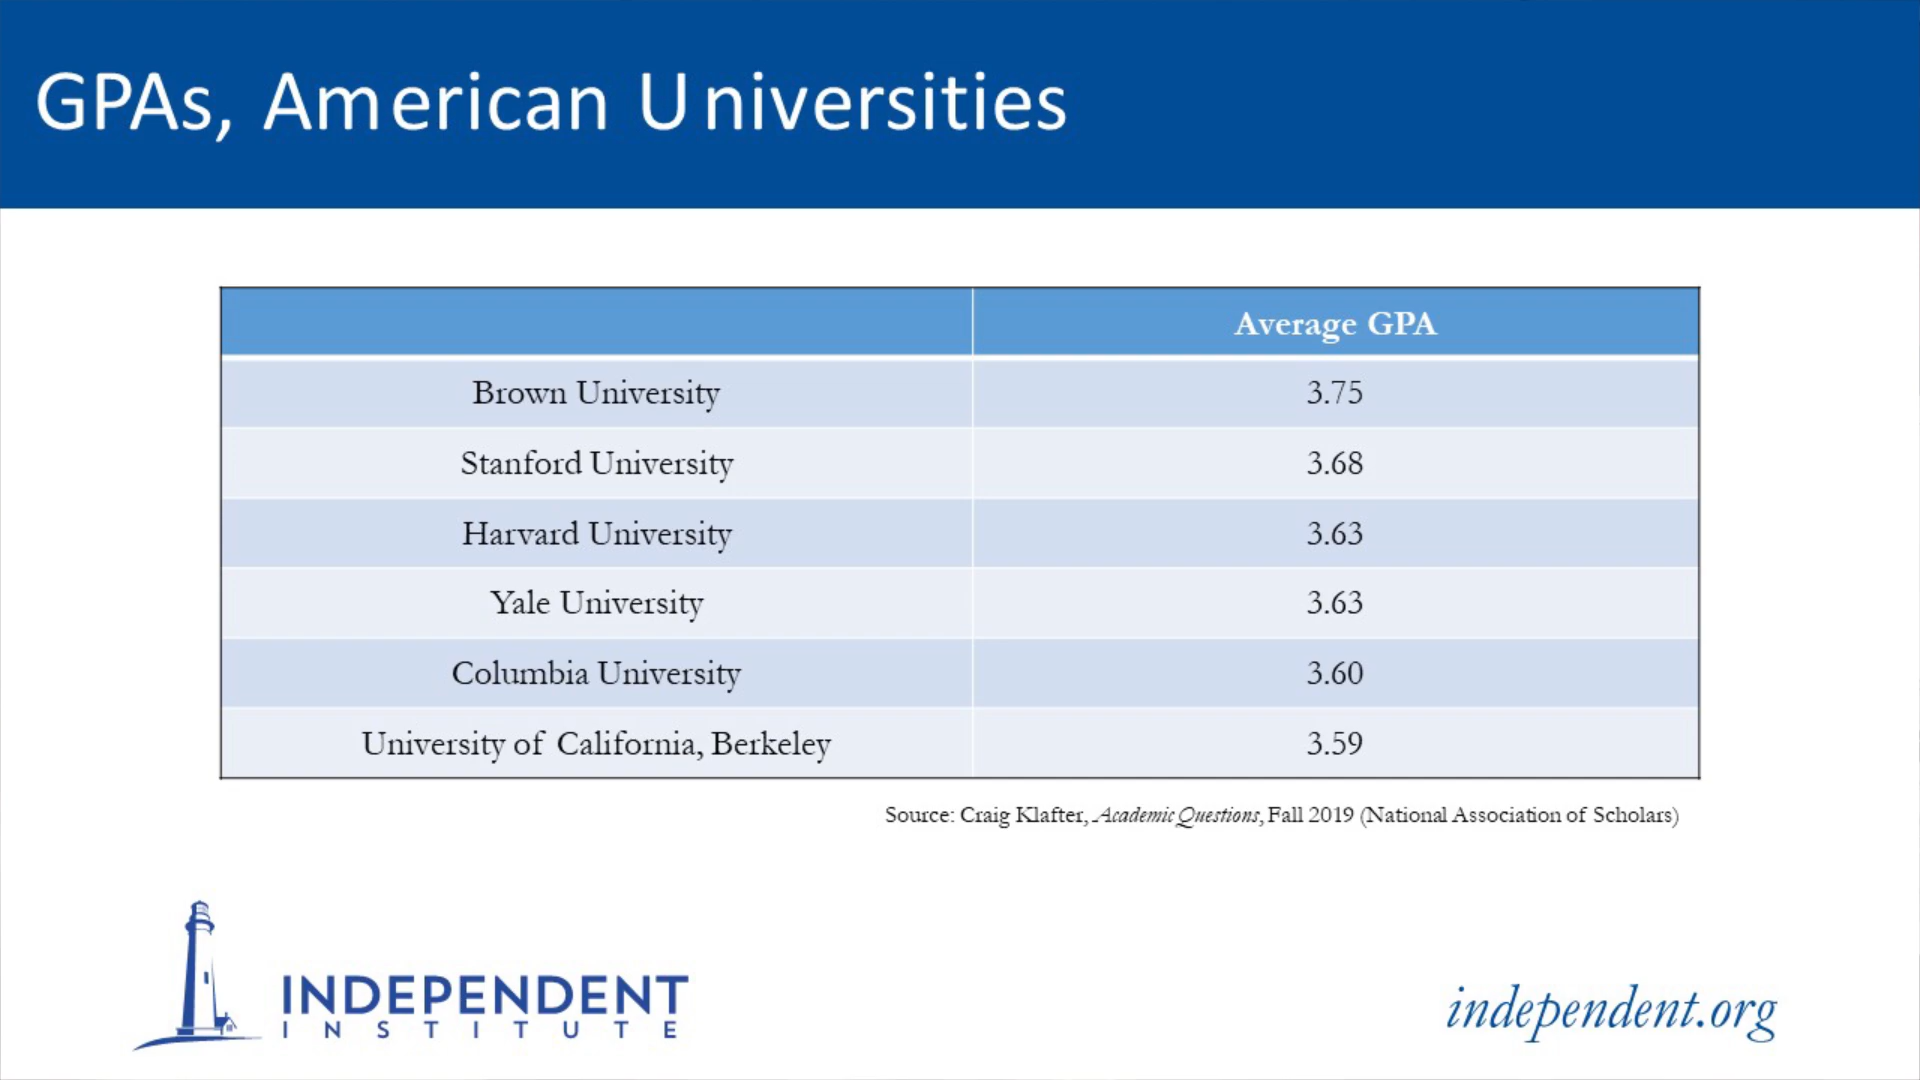 GPAs, American Universities
Average GPA
Brown University 3.75
Stanford University 3.68
Harvard University 3.63
Yale University 3.63
Columbia University 3.60
University of California, Berkeley 3.59
Source: Craig Klafter, Academic Questions, Fall 2019 (National Association of Scholars)
INDEPENDENT
INSTITUTE
independent.org